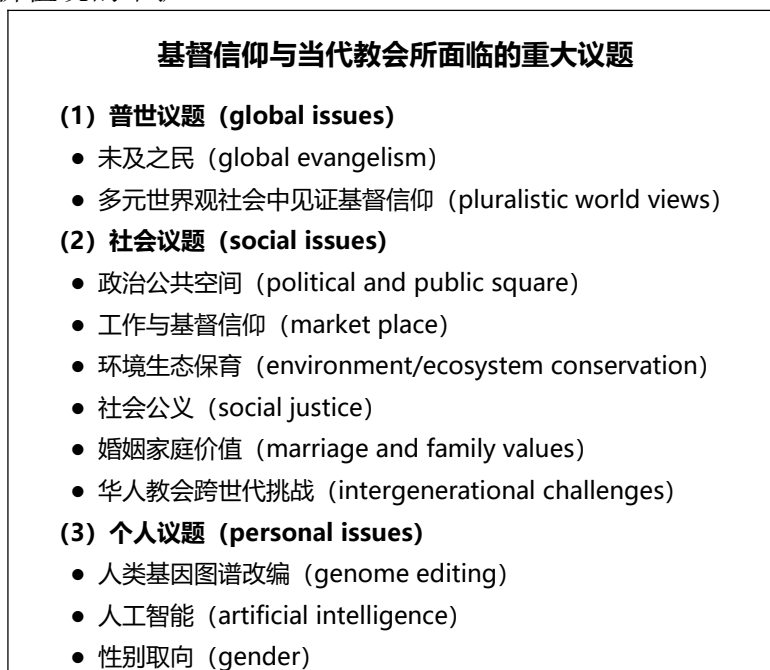 基督信仰与当代教会所面临的重大议题
(1) 普世议题 (global issues)
● 未及之民 (global evangelism)
● 多元世界观社会中见证基督信仰 (pluralistic world views)
(2) 社会议题 (social issues)
● 政治公共空间 (political and public square)
● 工作与基督信仰 (market place)
● 环境生态保育 (environment/ecosystem conservation)
● 社会公义 (social justice)
● 婚姻家庭价值 (marriage and family values)
● 华人教会跨世代挑战 (intergenerational challenges)
(3) 个人议题 (personal issues)
● 人类基因图谱改编 (genome editing)
● 人工智能 (artificial intelligence)
● 性别取向 (gender)